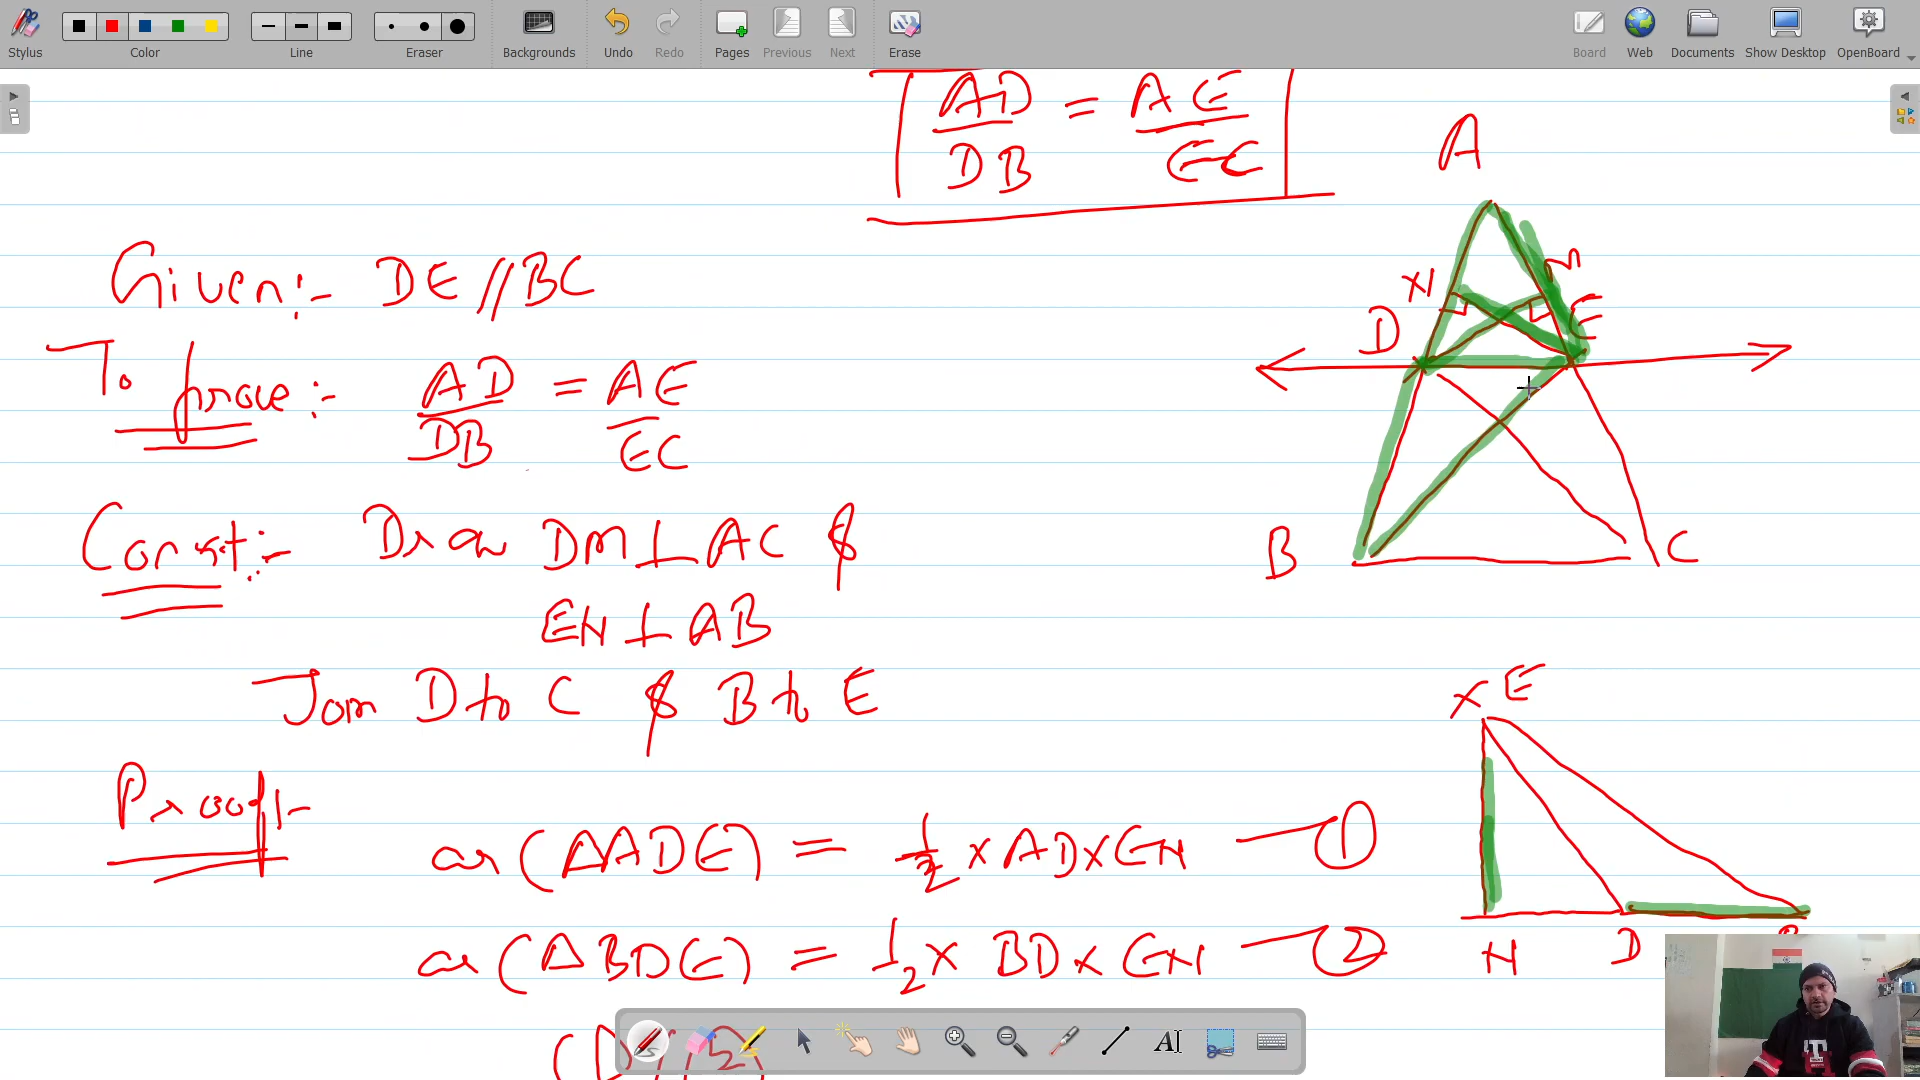 Stylus Color Line Eraser Backgrounds Undo Redo Pages Previous Next Erase Board Web Documents Show Desktop OpenBoard
AD/DB = AE/EC
Given:- DE//BC
To prove:- AD/DB = AE/EC
Const:- Draw DM⊥AC &
EN⊥AB
Join D to C & B to E
Proof:-
ar(△ADE) = 1/2 × AD × EN — ①
ar(△BDE) = 1/2 × BD × EN — ②
A
M
D
E
B
C
E
N
D